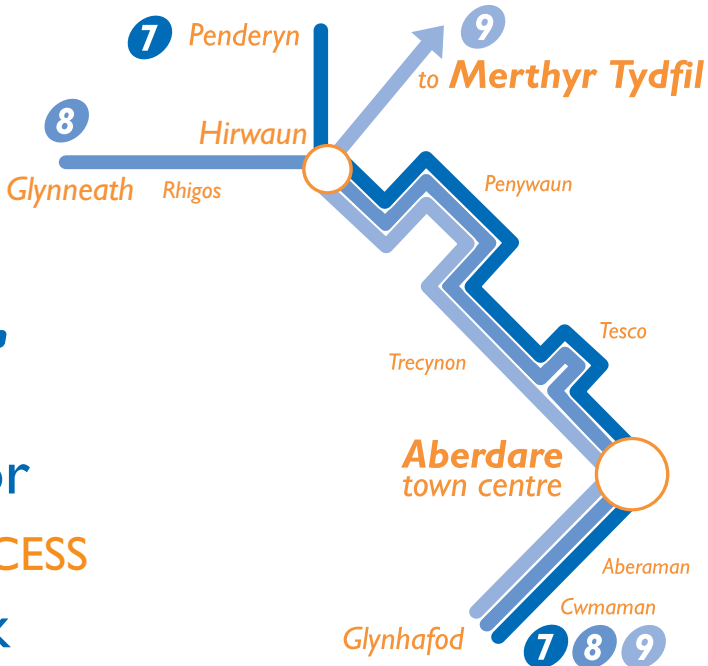 7 Penderyn
9
to Merthyr Tydfil
8
Hirwaun
Glynneath Rhigos
Penywaun
Tesco
Trecynon
Aberdare
town centre
or
CESS
k
Aberaman
Cwmaman
Glynhafod
7 8 9